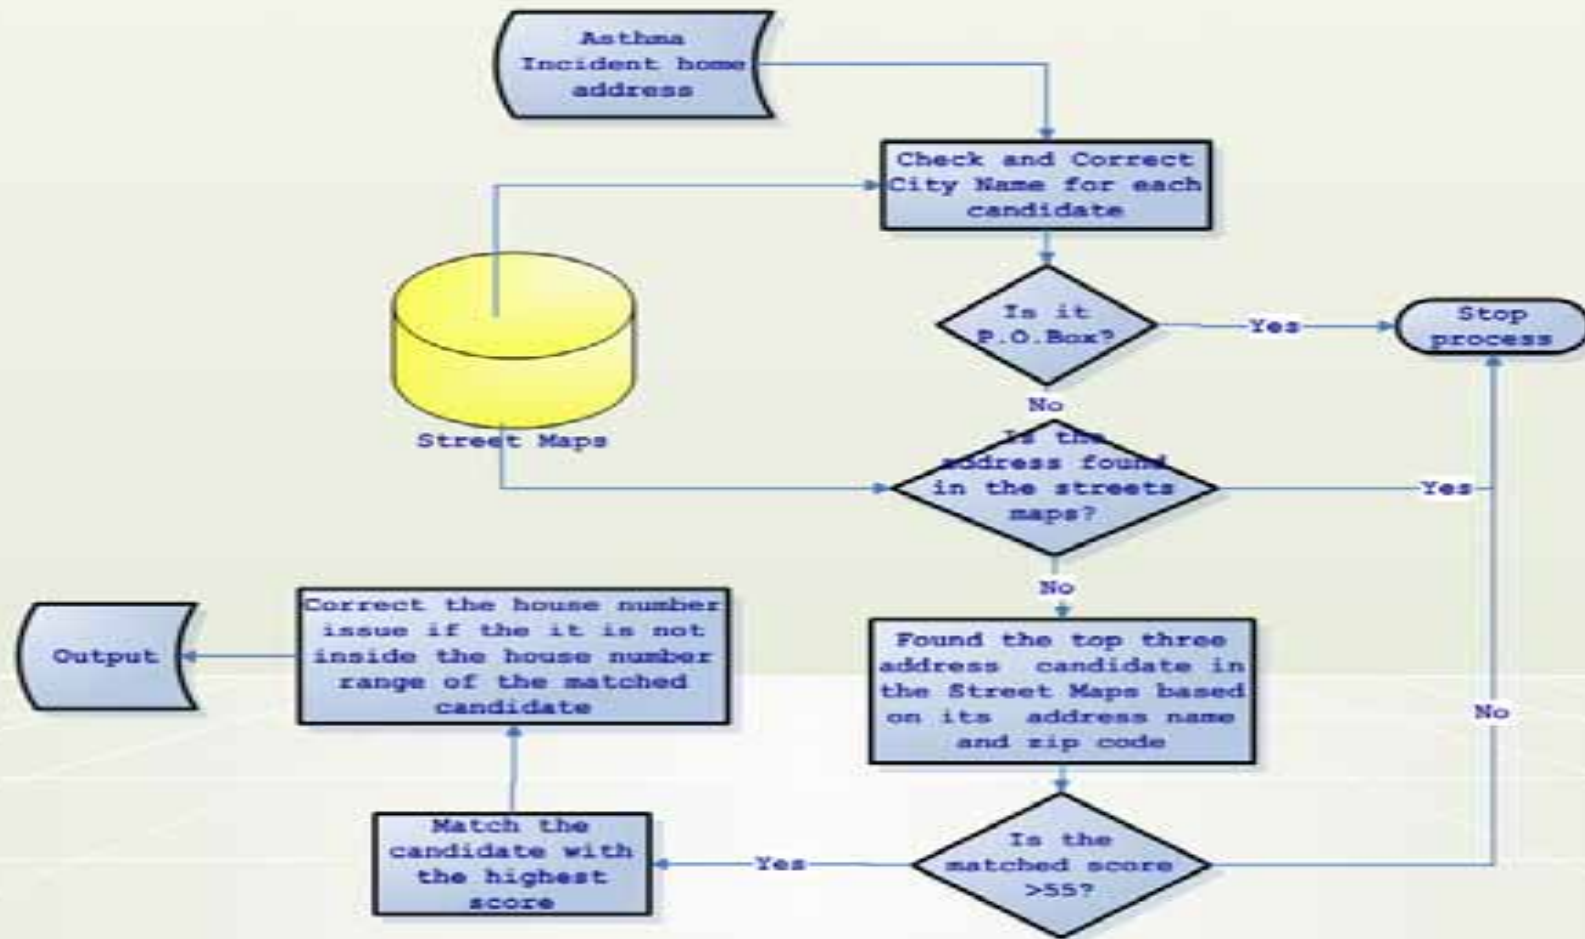 Asthma
Incident home
address
Check and Correct
City Name for each
candidate
Is it
P.O.Box?
Yes
Stop
process
No
Street Maps
Is the
address found
in the streets
maps?
Yes
No
Found the top three
address candidate in
the Street Maps based
on its address name
and zip code
No
Is the
matched score
>55?
Yes
Match the
candidate with
the highest
score
Correct the house number
issue if the it is not
inside the house number
range of the matched
candidate
Output